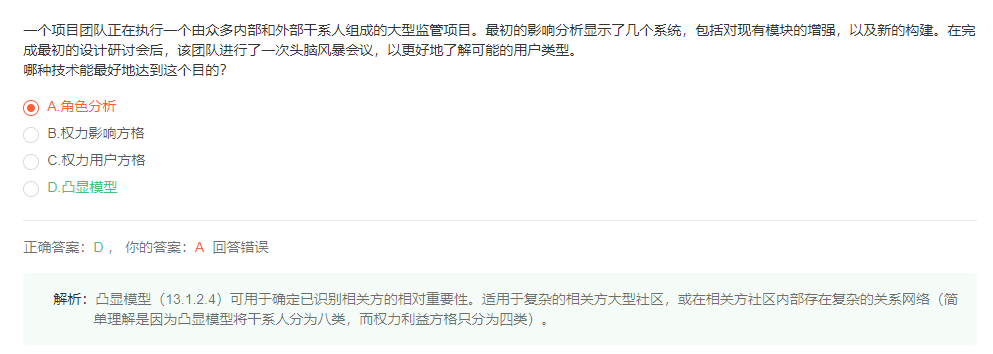 一个项目团队正在执行一个由众多内部和外部干系人组成的大型监管项目。最初的影响分析显示了几个系统，包括对现有模块的增强，以及新的构建。在完
成最初的设计研讨会后，该团队进行了一次头脑风暴会议，以更好地了解可能的用户类型。
哪种技术能最好地达到这个目的?
A.角色分析
B.权力影响方格
C.权力用户方格
D.凸显模型
正确答案：D ， 你的答案：A 回答错误
解析：凸显模型（13.1.2.4）可用于确定已识别相关方的相对重要性。适用于复杂的相关方大型社区，或在相关方社区内部存在复杂的关系网络（简
单理解是因为凸显模型将干系人分为八类，而权力利益方格只分为四类）。